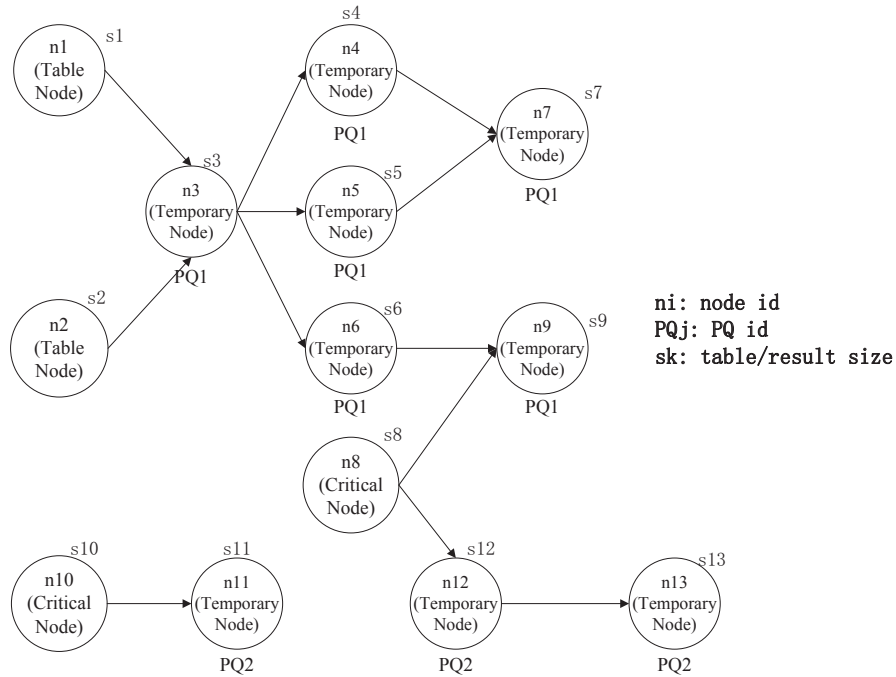 s1
n1
(Table
Node)
s4
n4
(Temporary
Node)
PQ1
s7
n7
(Temporary
Node)
PQ1
s3
n3
(Temporary
Node)
PQ1
s5
n5
(Temporary
Node)
PQ1
s2
n2
(Table
Node)
s6
n6
(Temporary
Node)
PQ1
s9
n9
(Temporary
Node)
PQ1
ni: node id
PQj: PQ id
sk: table/result size
s8
n8
(Critical
Node)
s10
n10
(Critical
Node)
s11
n11
(Temporary
Node)
PQ2
s12
n12
(Temporary
Node)
PQ2
s13
n13
(Temporary
Node)
PQ2